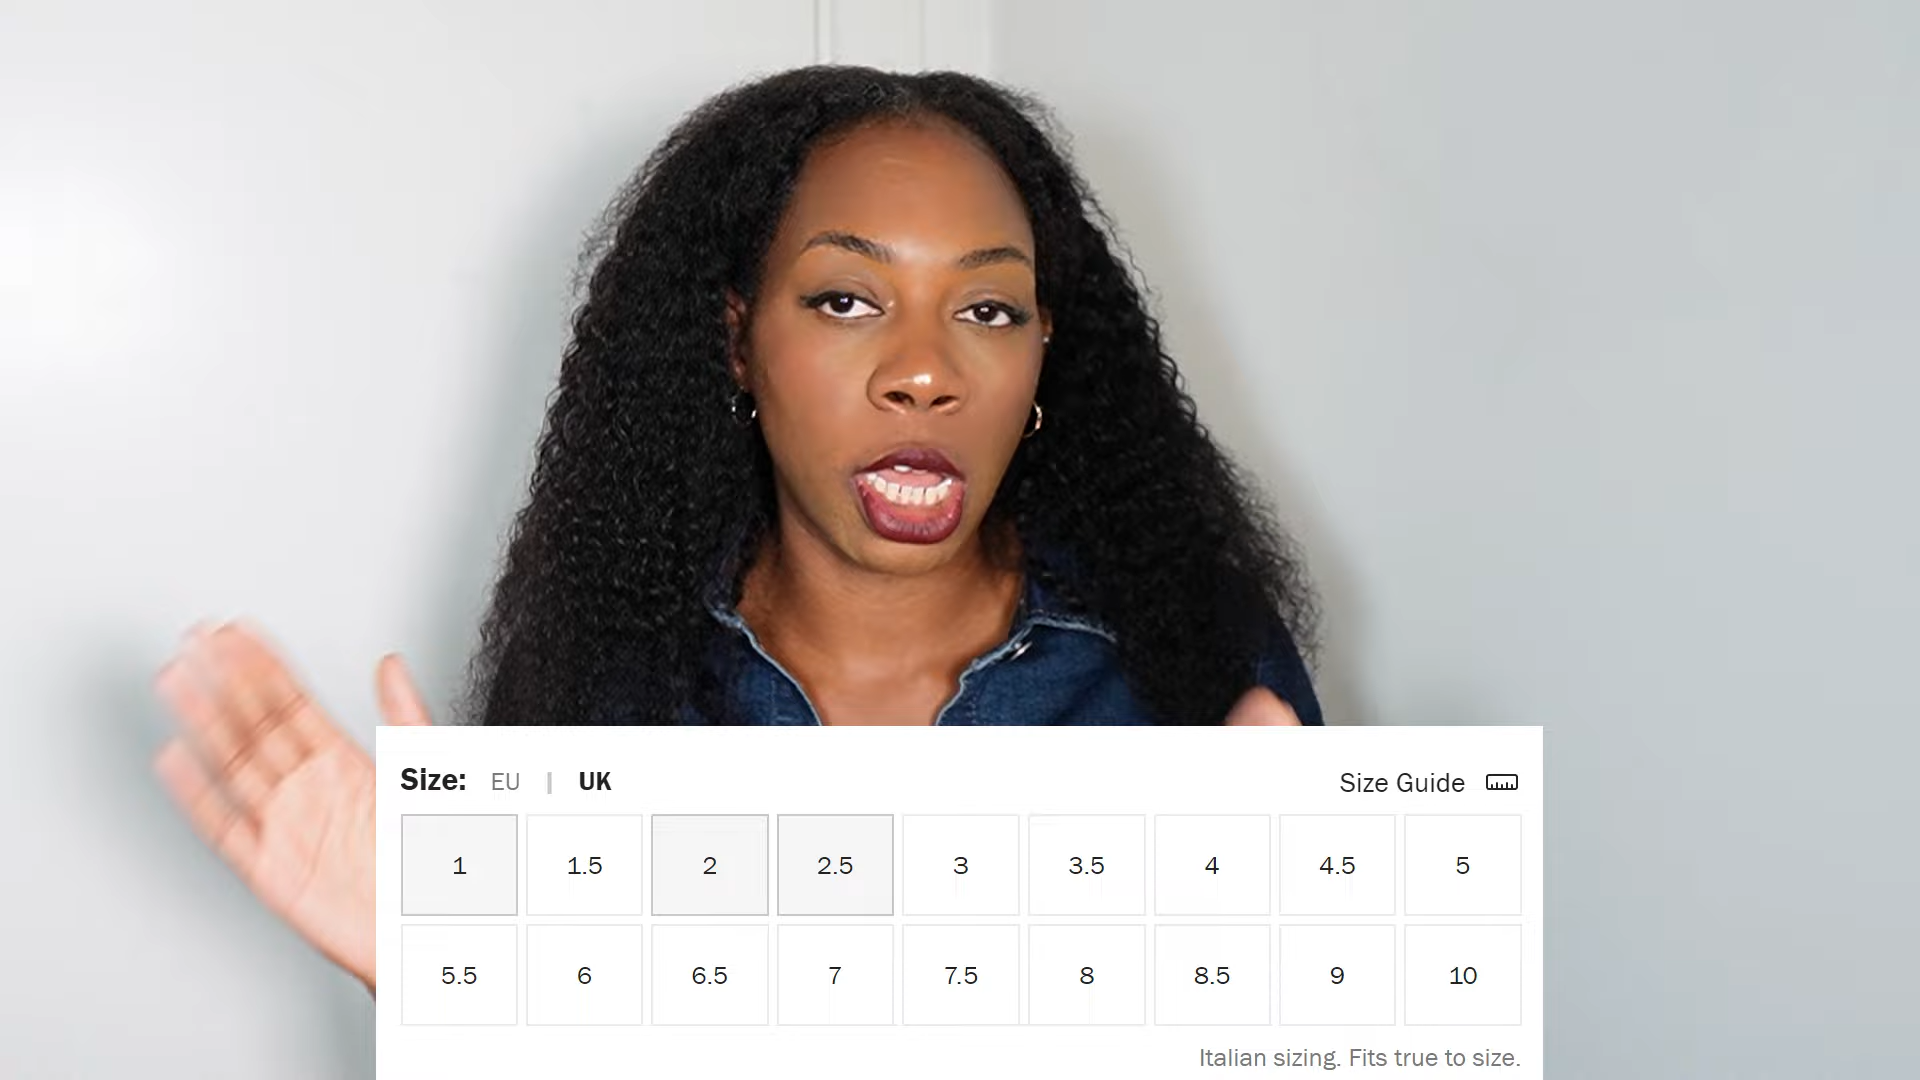 Size: EU | UK Size Guide
1 1.5 2 2.5 3 3.5 4 4.5 5
5.5 6 6.5 7 7.5 8 8.5 9 10
Italian sizing. Fits true to size.